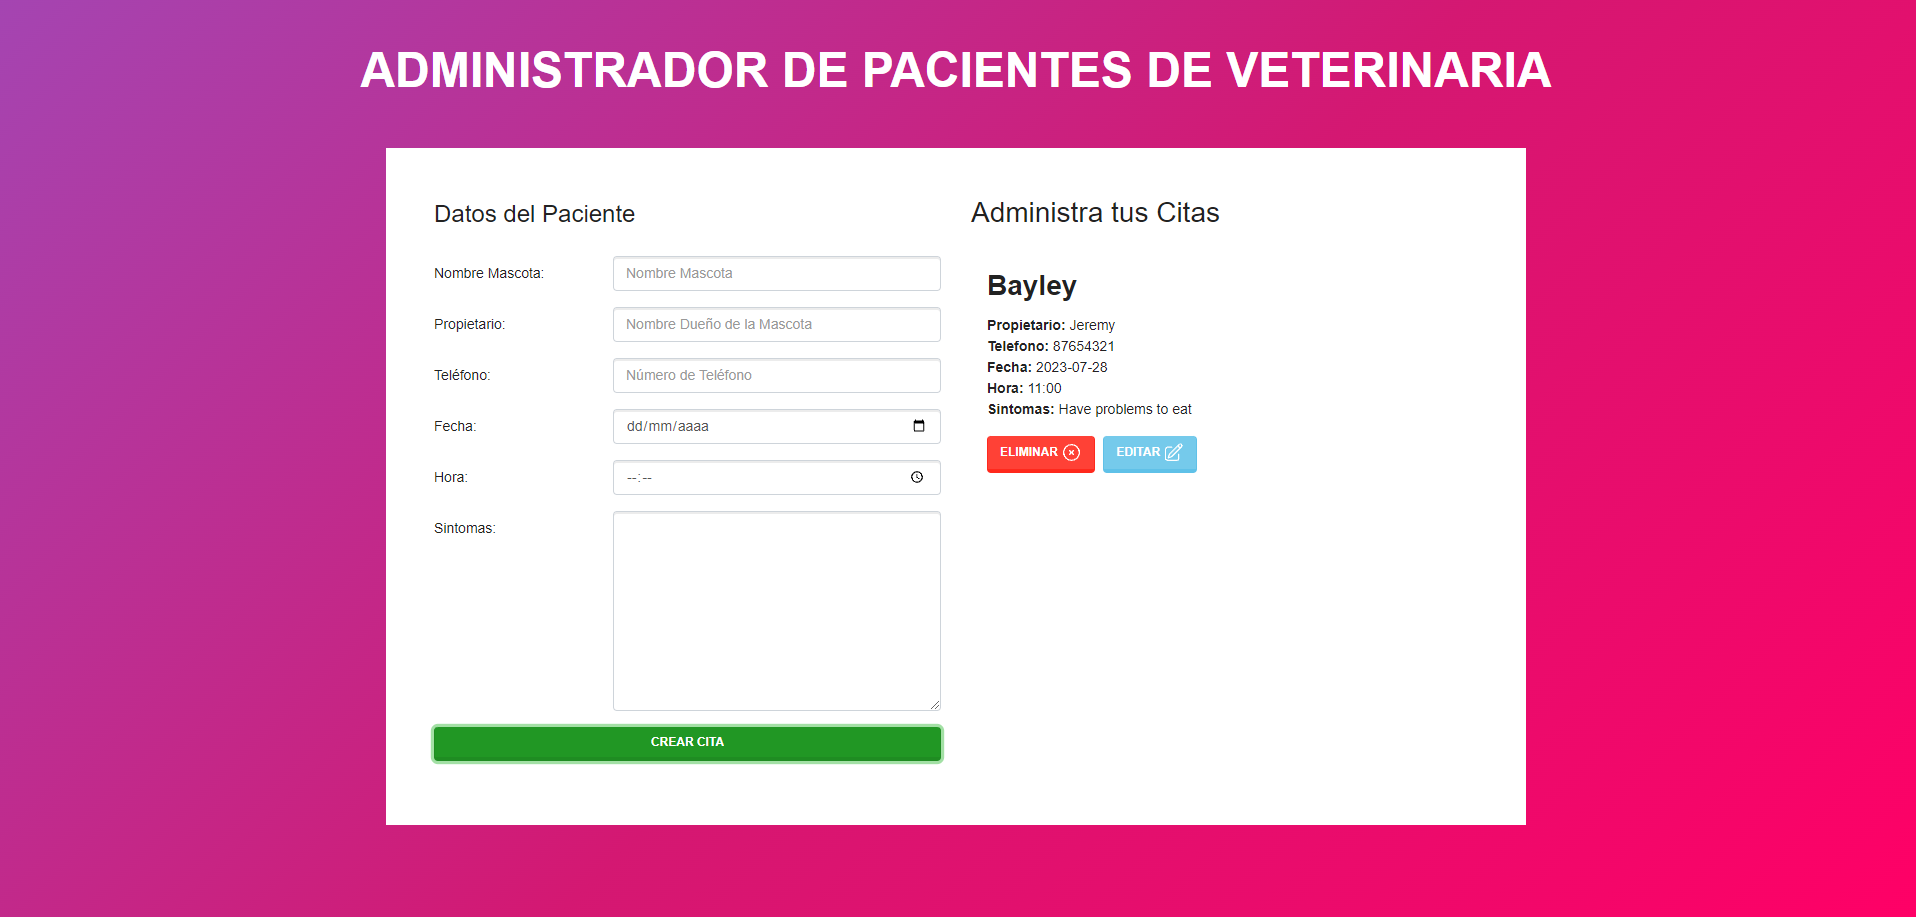 ADMINISTRADOR DE PACIENTES DE VETERINARIA
Datos del Paciente
Nombre Mascota:
Nombre Mascota
Propietario:
Nombre Dueño de la Mascota
Teléfono:
Número de Teléfono
Fecha:
dd/mm/aaaa
Hora:
--:--
Sintomas:
CREAR CITA
Administra tus Citas
Bayley
Propietario: Jeremy
Telefono: 87654321
Fecha: 2023-07-28
Hora: 11:00
Sintomas: Have problems to eat
ELIMINAR
EDITAR